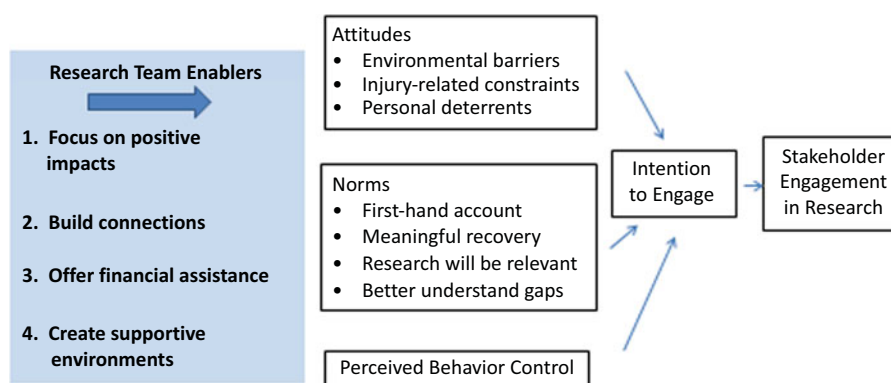 Research Team Enablers
1. Focus on positive
impacts
2. Build connections
3. Offer financial assistance
4. Create supportive
environments
Attitudes
• Environmental barriers
• Injury-related constraints
• Personal deterrents
Norms
• First-hand account
• Meaningful recovery
• Research will be relevant
• Better understand gaps
Perceived Behavior Control
Intention
to Engage
Stakeholder
Engagement
in Research